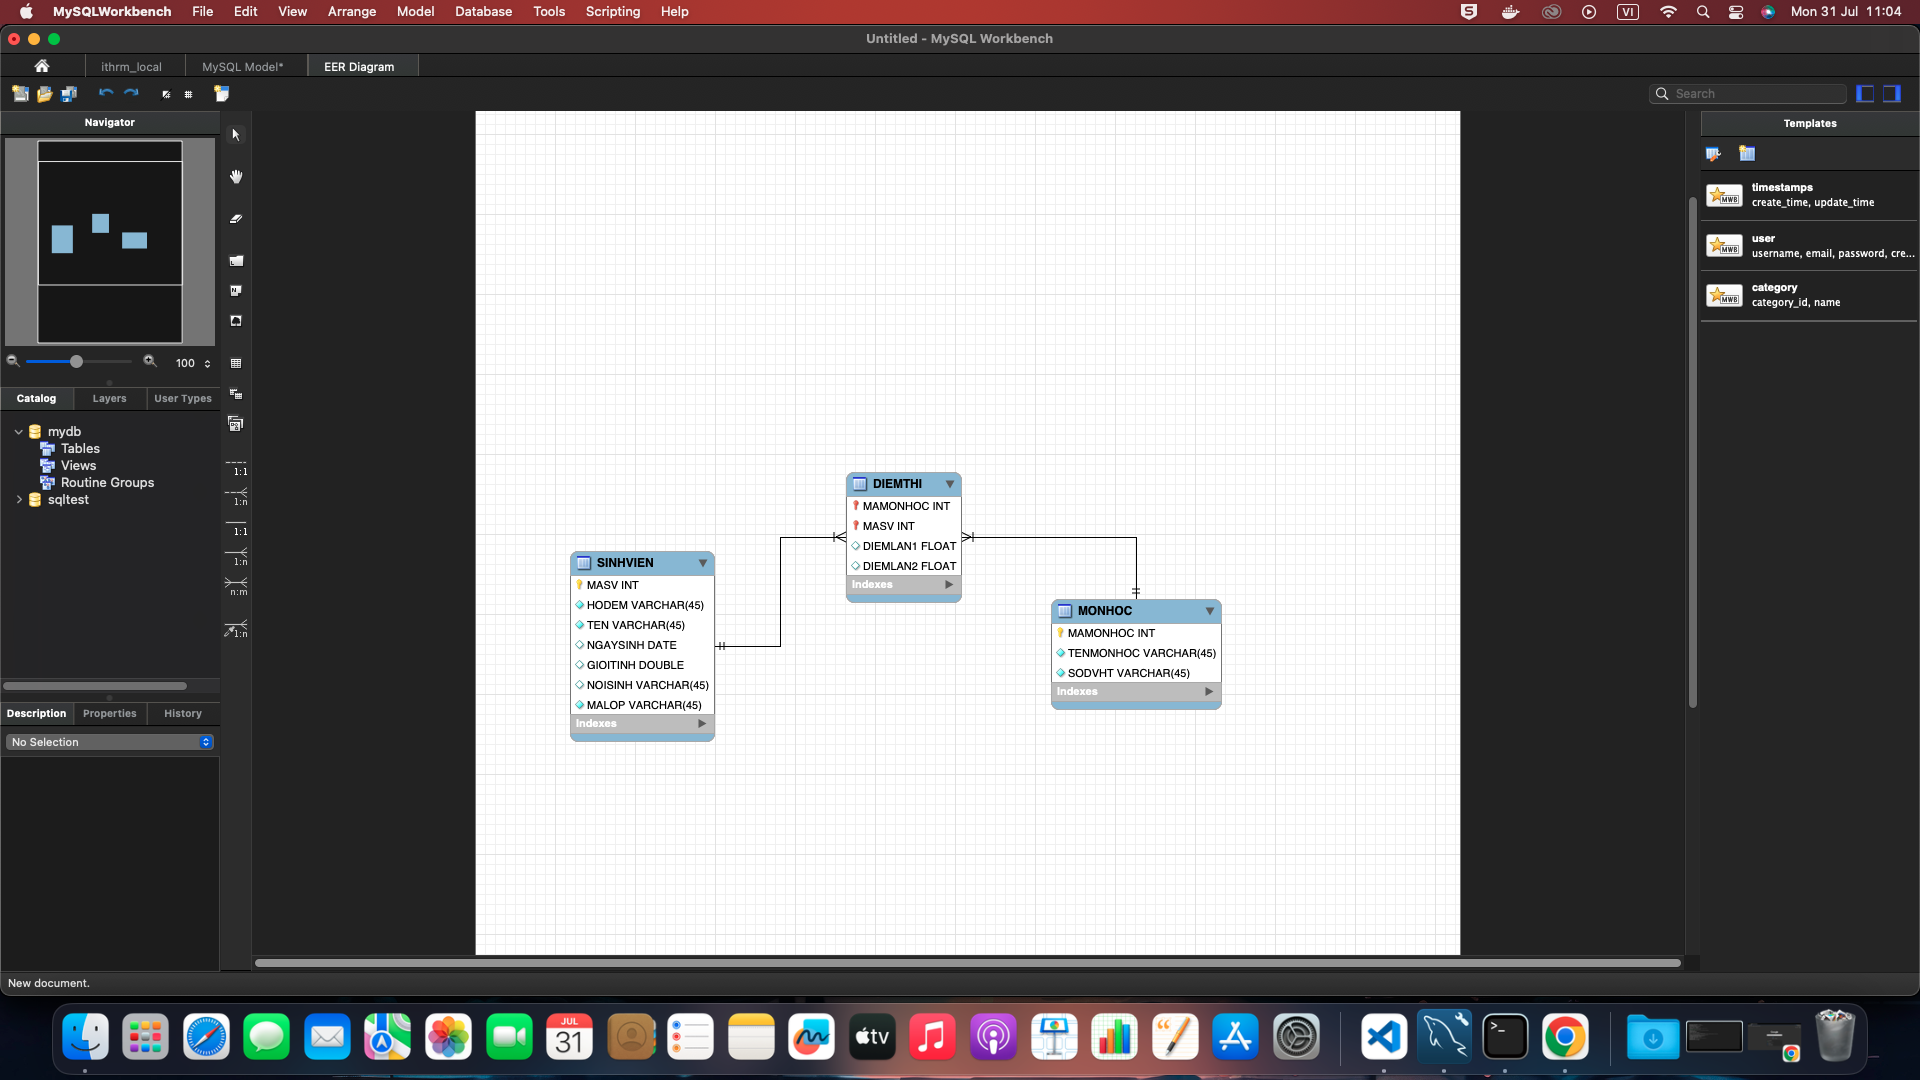 MySQLWorkbench File Edit View Arrange Model Database Tools Scripting Help VI Mon 31 Jul 11:04
Untitled - MySQL Workbench
ithrm_local MySQL Model* EER Diagram
Search
Navigator
Templates
timestamps
create_time, update_time
user
username, email, password, cre...
category
category_id, name
100
Catalog Layers User Types
mydb
Tables
Views
Routine Groups
sqltest
1:1
1:n
1:1
1:n
n:m
1:n
DIEMTHI
MAMONHOC INT
MASV INT
DIEMLAN1 FLOAT
DIEMLAN2 FLOAT
Indexes
SINHVIEN
MASV INT
HODEM VARCHAR(45)
TEN VARCHAR(45)
NGAYSINH DATE
GIOITINH DOUBLE
NOISINH VARCHAR(45)
MALOP VARCHAR(45)
Indexes
MONHOC
MAMONHOC INT
TENMONHOC VARCHAR(45)
SODVHT VARCHAR(45)
Indexes
Description Properties History
No Selection
New document.
JUL
31
tv